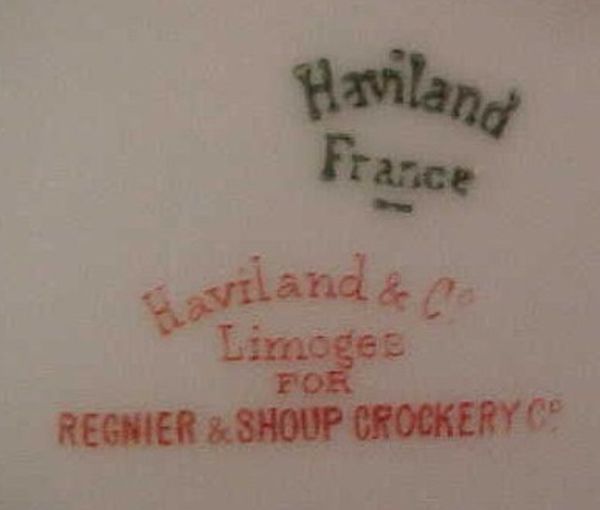 Haviland
France
Haviland & Co
Limoges
FOR
REGNIER & SHOUP CROCKERY Co